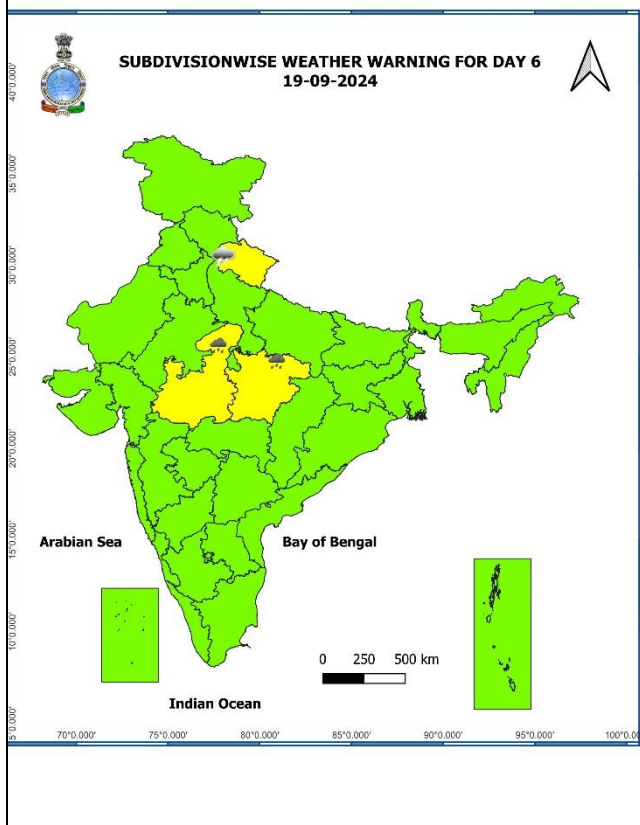 SUBDIVISIONWISE WEATHER WARNING FOR DAY 6
19-09-2024
40°0.000'
35°0.000'
30°0.000'
25°0.000'
20°0.000'
15°0.000'
10°0.000'
5°0.000'
Arabian Sea
Bay of Bengal
0 250 500 km
Indian Ocean
70°0.000' 75°0.000' 80°0.000' 85°0.000' 90°0.000' 95°0.000' 100°0.000'